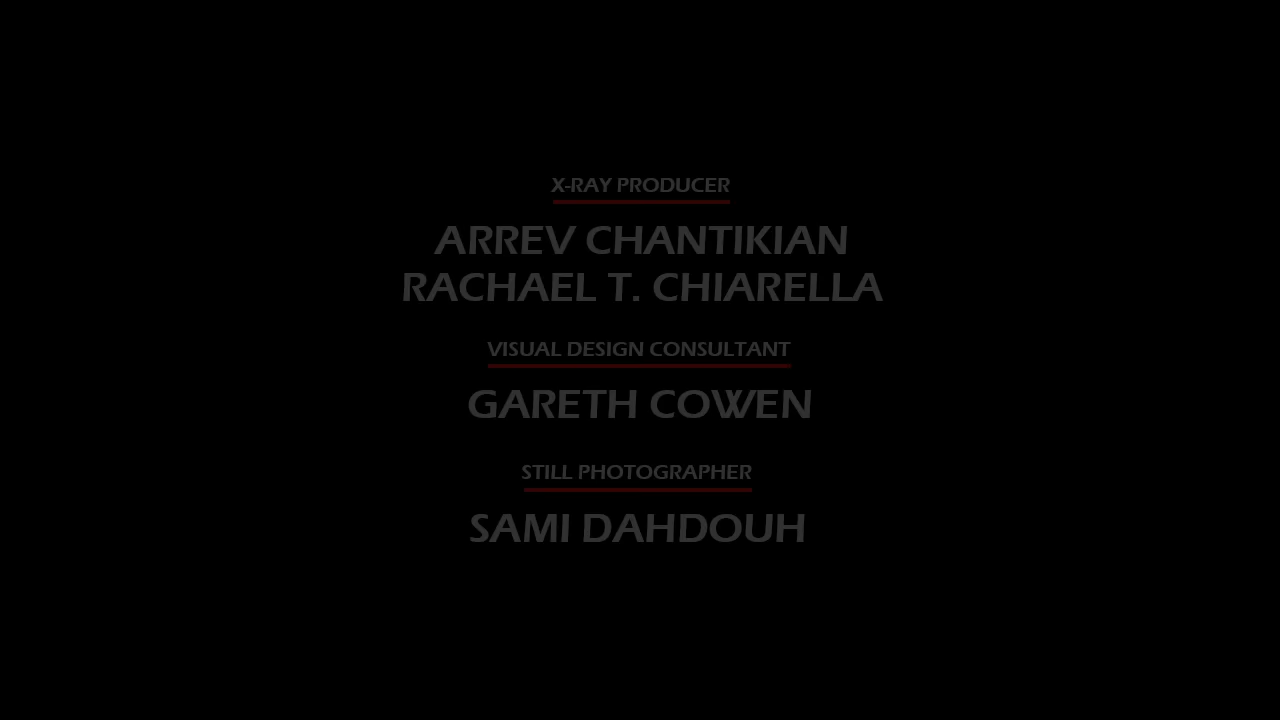 X-RAY PRODUCER
ARREV CHANTIKIAN
RACHAEL T. CHIARELLA
VISUAL DESIGN CONSULTANT
GARETH COWEN
STILL PHOTOGRAPHER
SAMI DAHDOUH